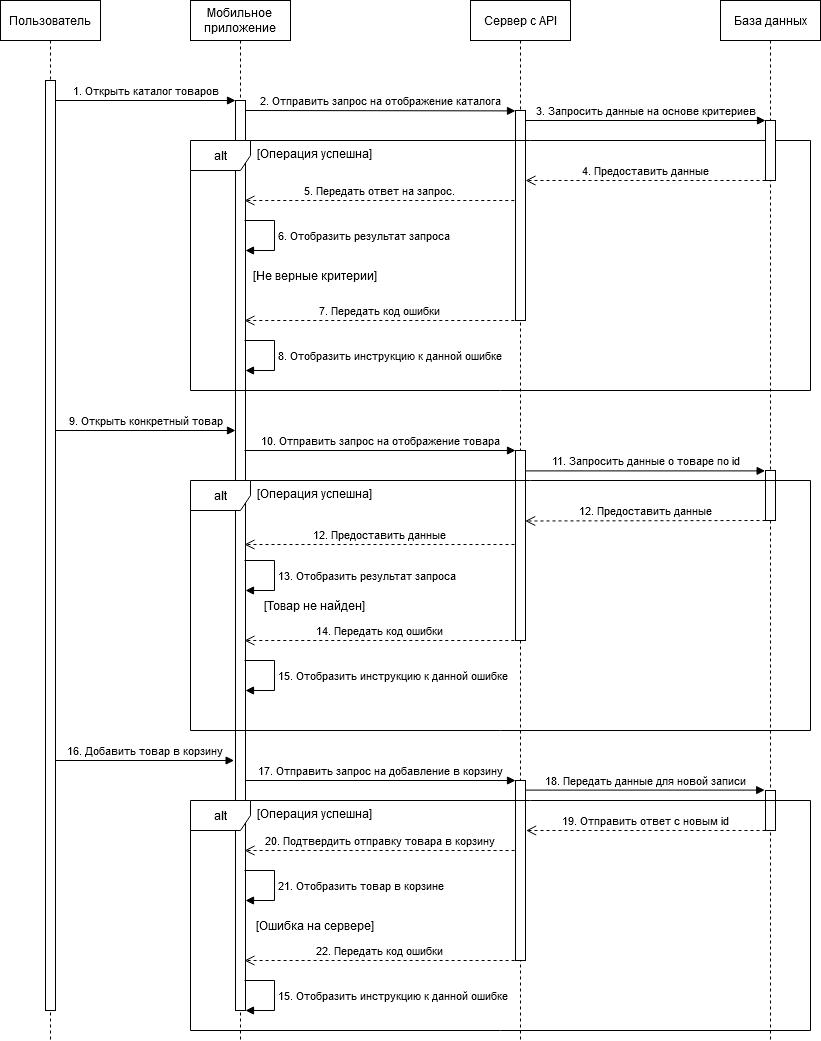 Пользователь
Мобильное
приложение
Сервер с API
База данных
1. Открыть каталог товаров
2. Отправить запрос на отображение каталога
3. Запросить данные на основе критериев
alt
[Операция успешна]
4. Предоставить данные
5. Передать ответ на запрос.
6. Отобразить результат запроса
[Не верные критерии]
7. Передать код ошибки
8. Отобразить инструкцию к данной ошибке
9. Открыть конкретный товар
10. Отправить запрос на отображение товара
11. Запросить данные о товаре по id
alt
[Операция успешна]
12. Предоставить данные
12. Предоставить данные
13. Отобразить результат запроса
[Товар не найден]
14. Передать код ошибки
15. Отобразить инструкцию к данной ошибке
16. Добавить товар в корзину
17. Отправить запрос на добавление в корзину
18. Передать данные для новой записи
alt
[Операция успешна]
19. Отправить ответ с новым id
20. Подтвердить отправку товара в корзину
21. Отобразить товар в корзине
[Ошибка на сервере]
22. Передать код ошибки
15. Отобразить инструкцию к данной ошибке